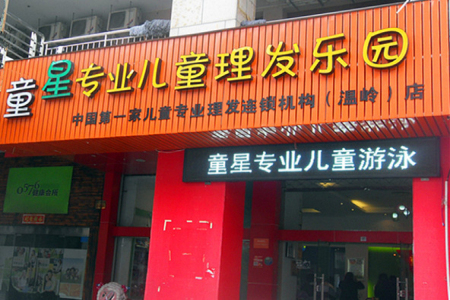 童星专业儿童理发乐园
中国第一家儿童专业理发连锁机构（温岭）店
童星专业儿童游泳